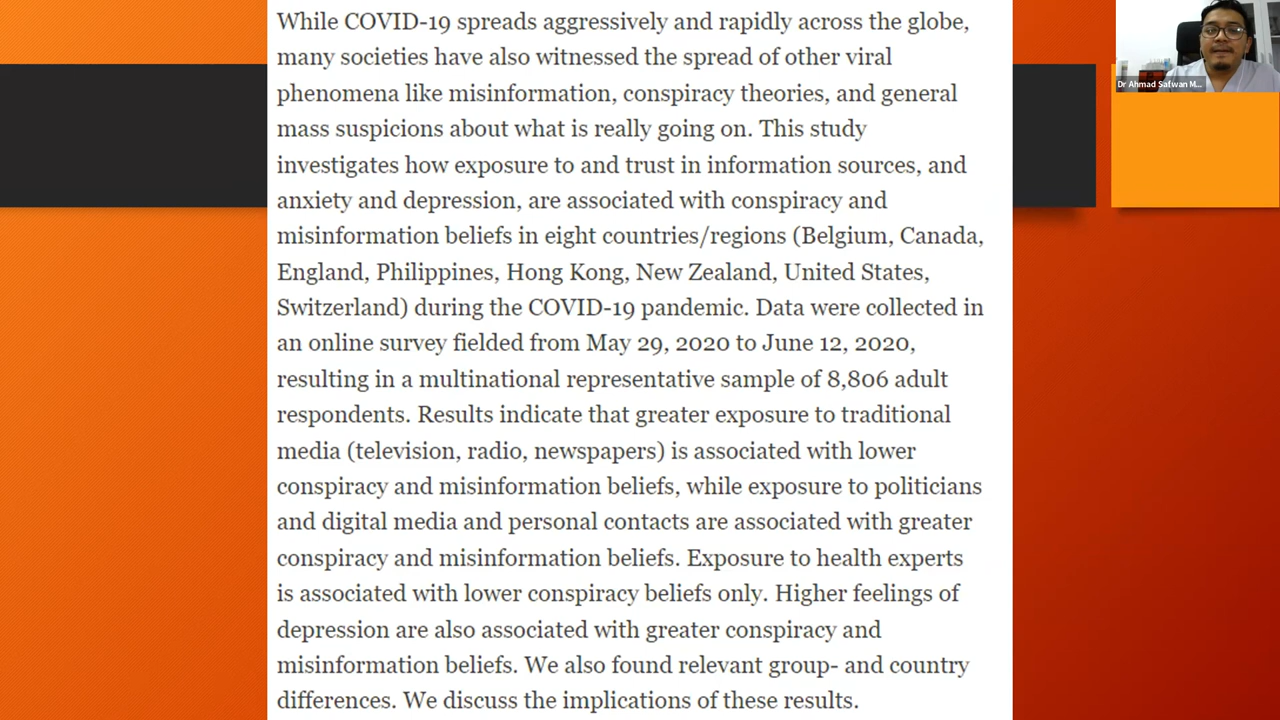 While COVID-19 spreads aggressively and rapidly across the globe,
many societies have also witnessed the spread of other viral
phenomena like misinformation, conspiracy theories, and general
mass suspicions about what is really going on. This study
investigates how exposure to and trust in information sources, and
anxiety and depression, are associated with conspiracy and
misinformation beliefs in eight countries/regions (Belgium, Canada,
England, Philippines, Hong Kong, New Zealand, United States,
Switzerland) during the COVID-19 pandemic. Data were collected in
an online survey fielded from May 29, 2020 to June 12, 2020,
resulting in a multinational representative sample of 8,806 adult
respondents. Results indicate that greater exposure to traditional
media (television, radio, newspapers) is associated with lower
conspiracy and misinformation beliefs, while exposure to politicians
and digital media and personal contacts are associated with greater
conspiracy and misinformation beliefs. Exposure to health experts
is associated with lower conspiracy beliefs only. Higher feelings of
depression are also associated with greater conspiracy and
misinformation beliefs. We also found relevant group- and country
differences. We discuss the implications of these results.
Dr Ahmad Safwan M...